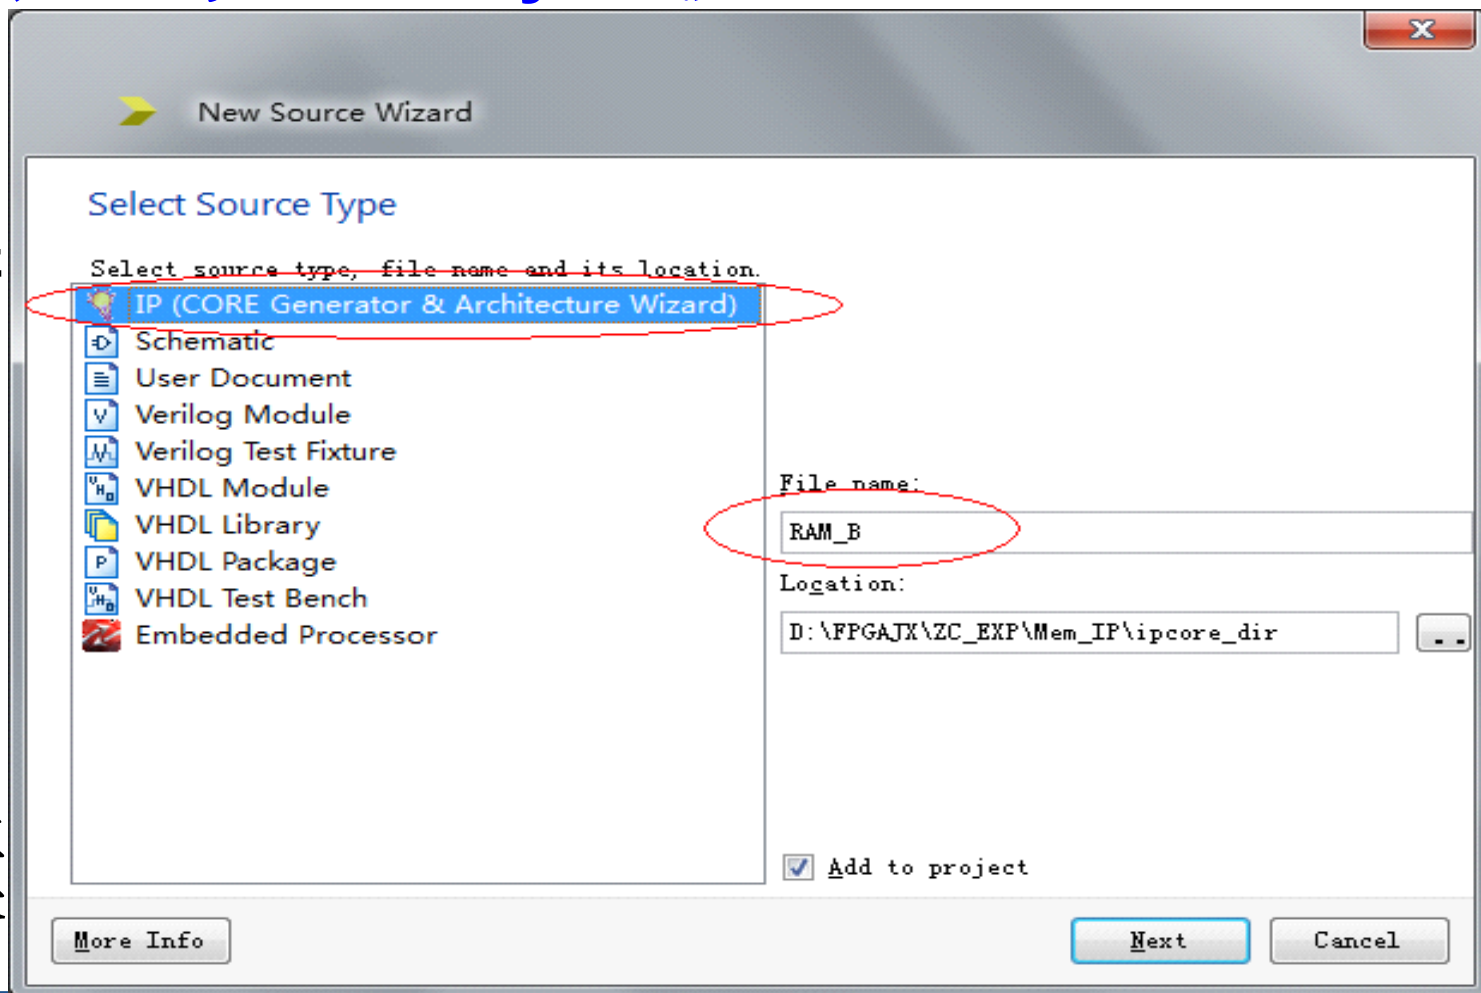 New Source Wizard
Select Source Type
Select source type, file name and its location.
IP (CORE Generator & Architecture Wizard)
Schematic
User Document
Verilog Module
Verilog Test Fixture
VHDL Module
VHDL Library
VHDL Package
VHDL Test Bench
Embedded Processor
File name:
RAM_B
Location:
D:\FPGAJX\ZC_EXP\Mem_IP\ipcore_dir
..
Add to project
More Info
Next
Cancel